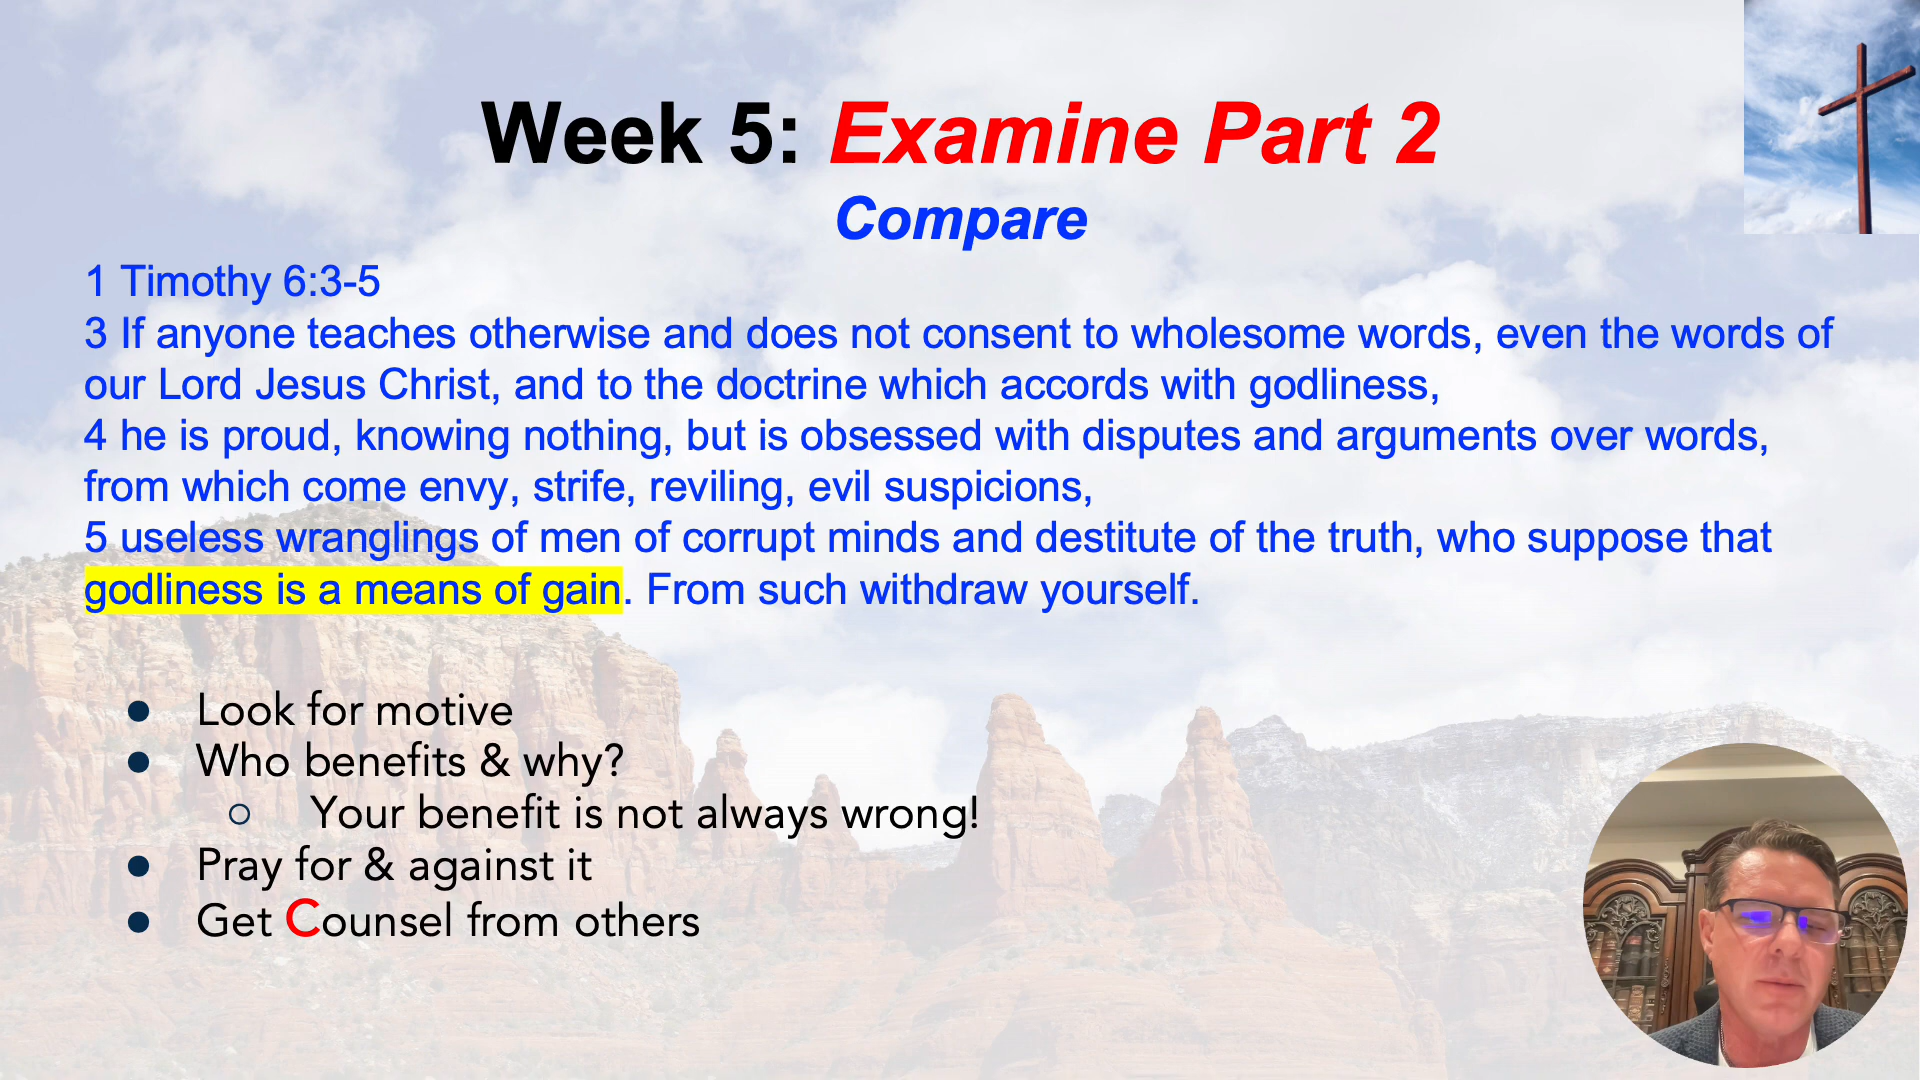 Week 5: Examine Part 2
Compare
1 Timothy 6:3-5
3 If anyone teaches otherwise and does not consent to wholesome words, even the words of
our Lord Jesus Christ, and to the doctrine which accords with godliness,
4 he is proud, knowing nothing, but is obsessed with disputes and arguments over words,
from which come envy, strife, reviling, evil suspicions,
5 useless wranglings of men of corrupt minds and destitute of the truth, who suppose that
godliness is a means of gain. From such withdraw yourself.
● Look for motive
● Who benefits & why?
○ Your benefit is not always wrong!
● Pray for & against it
● Get Counsel from others